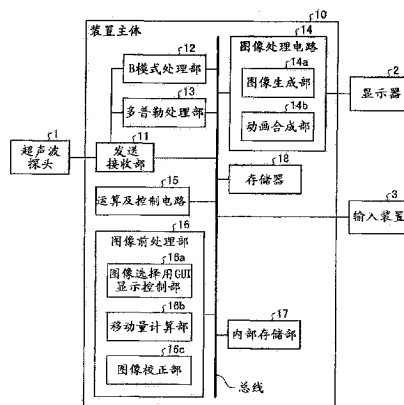 10
装置主体
12
B模式处理部
13
多普勒处理部
11
发送
接收部
1
超声波
探头
14
图像处理电路
14a
图像生成部
14b
动画合成部
2
显示器
18
存储器
3
输入装置
15
运算及控制电路
16
图像前处理部
16a
图像选择用GUI
显示控制部
16b
移动量计算部
16c
图像校正部
17
内部存储部
总线